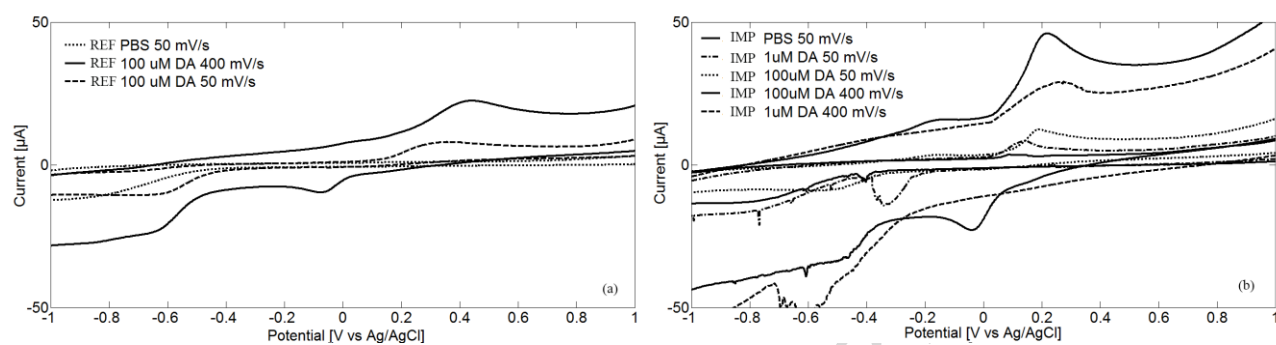 50
REF PBS 50 mV/s
REF 100 uM DA 400 mV/s
REF 100 uM DA 50 mV/s
Current [µA]
0
-50
(a)
-1 -0.8 -0.6 -0.4 -0.2 0 0.2 0.4 0.6 0.8 1
Potential [V vs Ag/AgCl]
50
IMP PBS 50 mV/s
IMP 1uM DA 50 mV/s
IMP 100uM DA 50 mV/s
IMP 100uM DA 400 mV/s
IMP 1uM DA 400 mV/s
Current [µA]
0
-50
(b)
-1 -0.8 -0.6 -0.4 -0.2 0 0.2 0.4 0.6 0.8 1
Potential [V vs Ag/AgCl]